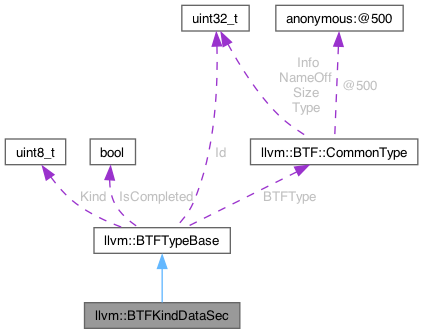 uint32_t
anonymous:@500
Info
NameOff
Size
Type
@500
uint8_t
bool
Id
llvm::BTF::CommonType
Kind
IsCompleted
BTFType
llvm::BTFTypeBase
llvm::BTFKindDataSec